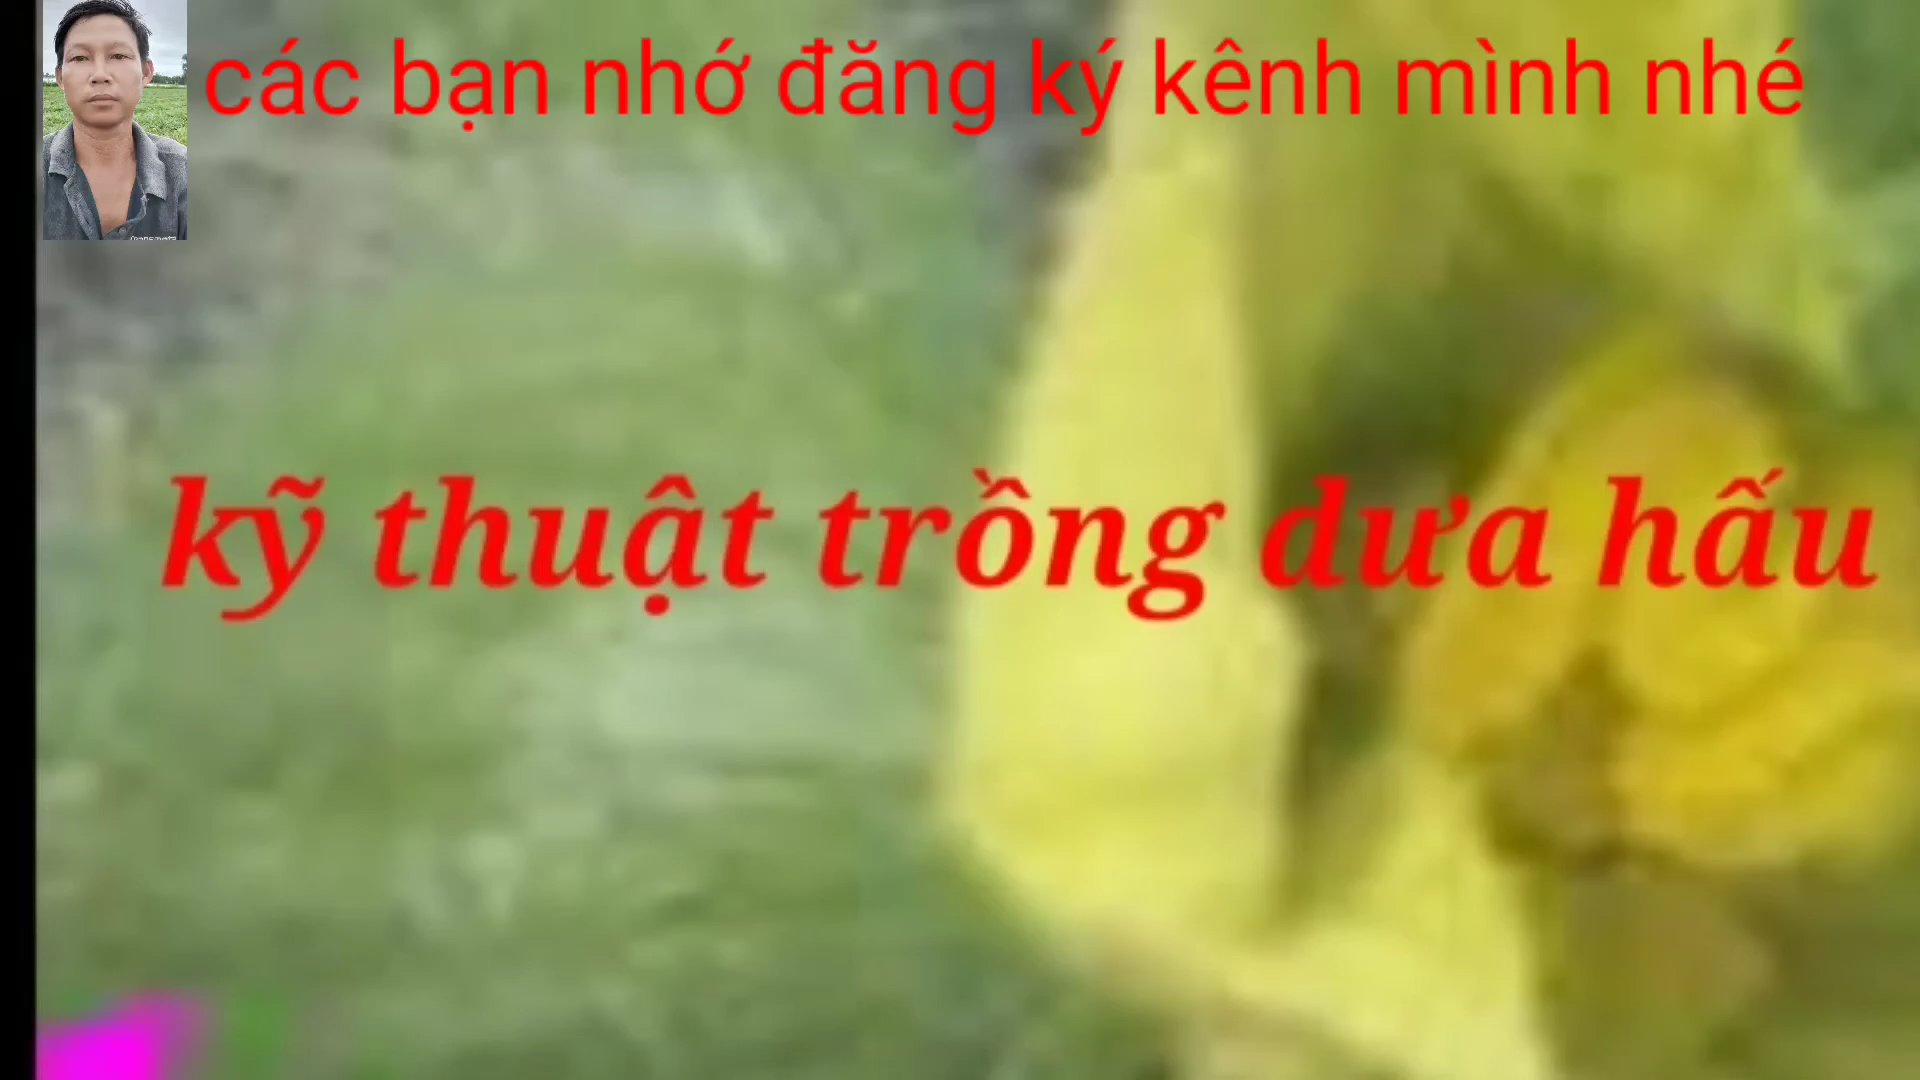 các bạn nhớ đăng ký kênh mình nhé
kỹ thuật trồng dưa hấu